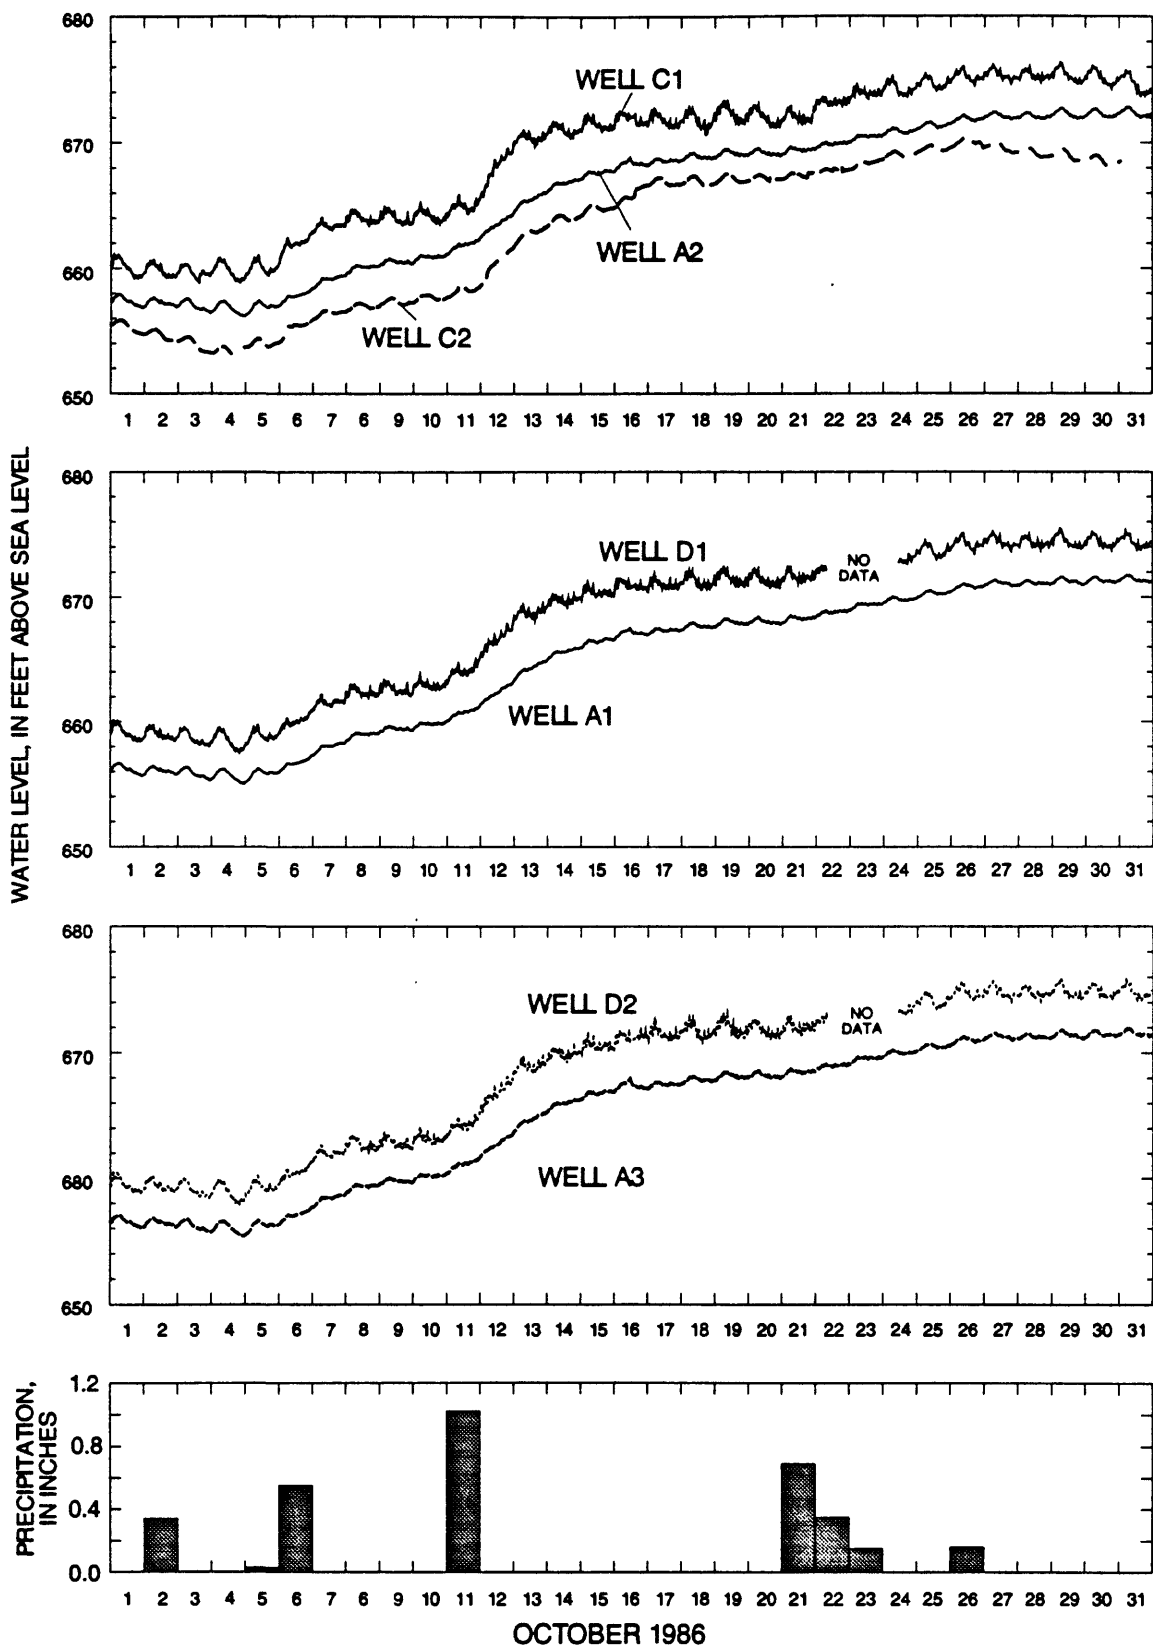 680
WELL C1
670
WELL A2
660
WELL C2
650
1 2 3 4 5 6 7 8 9 10 11 12 13 14 15 16 17 18 19 20 21 22 23 24 25 26 27 28 29 30 31
WATER LEVEL, IN FEET ABOVE SEA LEVEL
680
WELL D1
NO
DATA
670
WELL A1
660
650
1 2 3 4 5 6 7 8 9 10 11 12 13 14 15 16 17 18 19 20 21 22 23 24 25 26 27 28 29 30 31
680
WELL D2
NO
DATA
670
WELL A3
680
650
1 2 3 4 5 6 7 8 9 10 11 12 13 14 15 16 17 18 19 20 21 22 23 24 25 26 27 28 29 30 31
PRECIPITATION,
IN INCHES
1.2
0.8
0.4
0.0
1 2 3 4 5 6 7 8 9 10 11 12 13 14 15 16 17 18 19 20 21 22 23 24 25 26 27 28 29 30 31
OCTOBER 1986